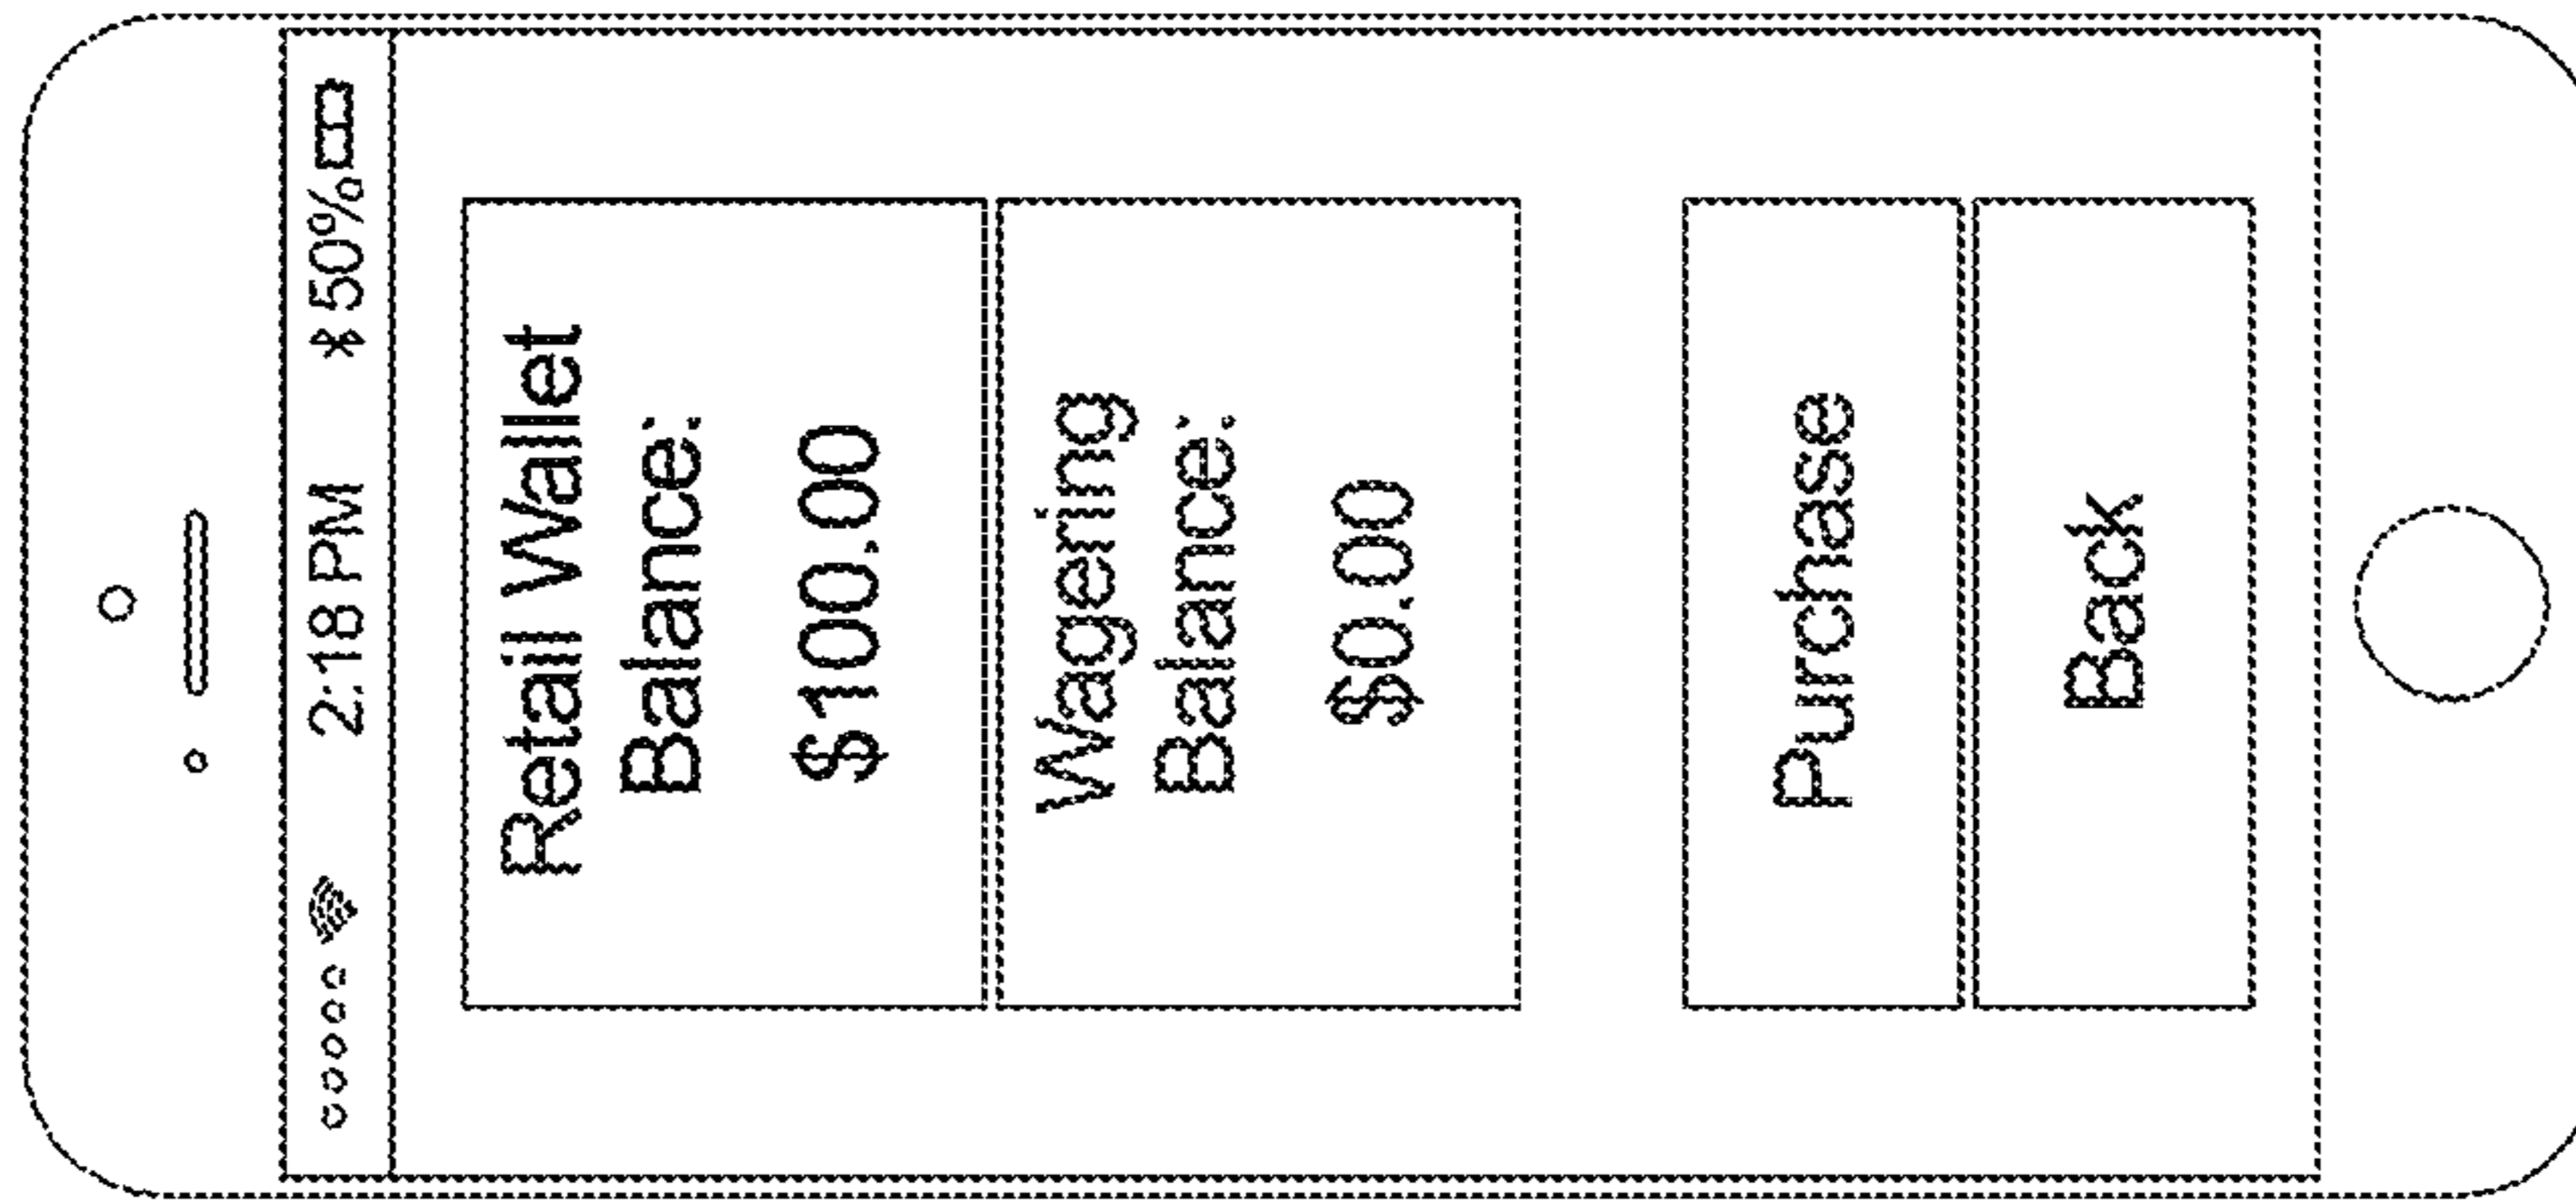 2:18 PM 50%
Retail Wallet
Balance:
$100.00
Wagering
Balance:
$0.00
Purchase
Back